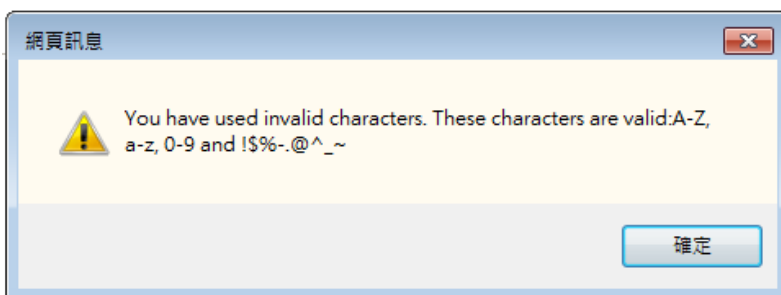 網頁訊息
You have used invalid characters. These characters are valid:A-Z,
a-z, 0-9 and !$%-.@^_~
確定